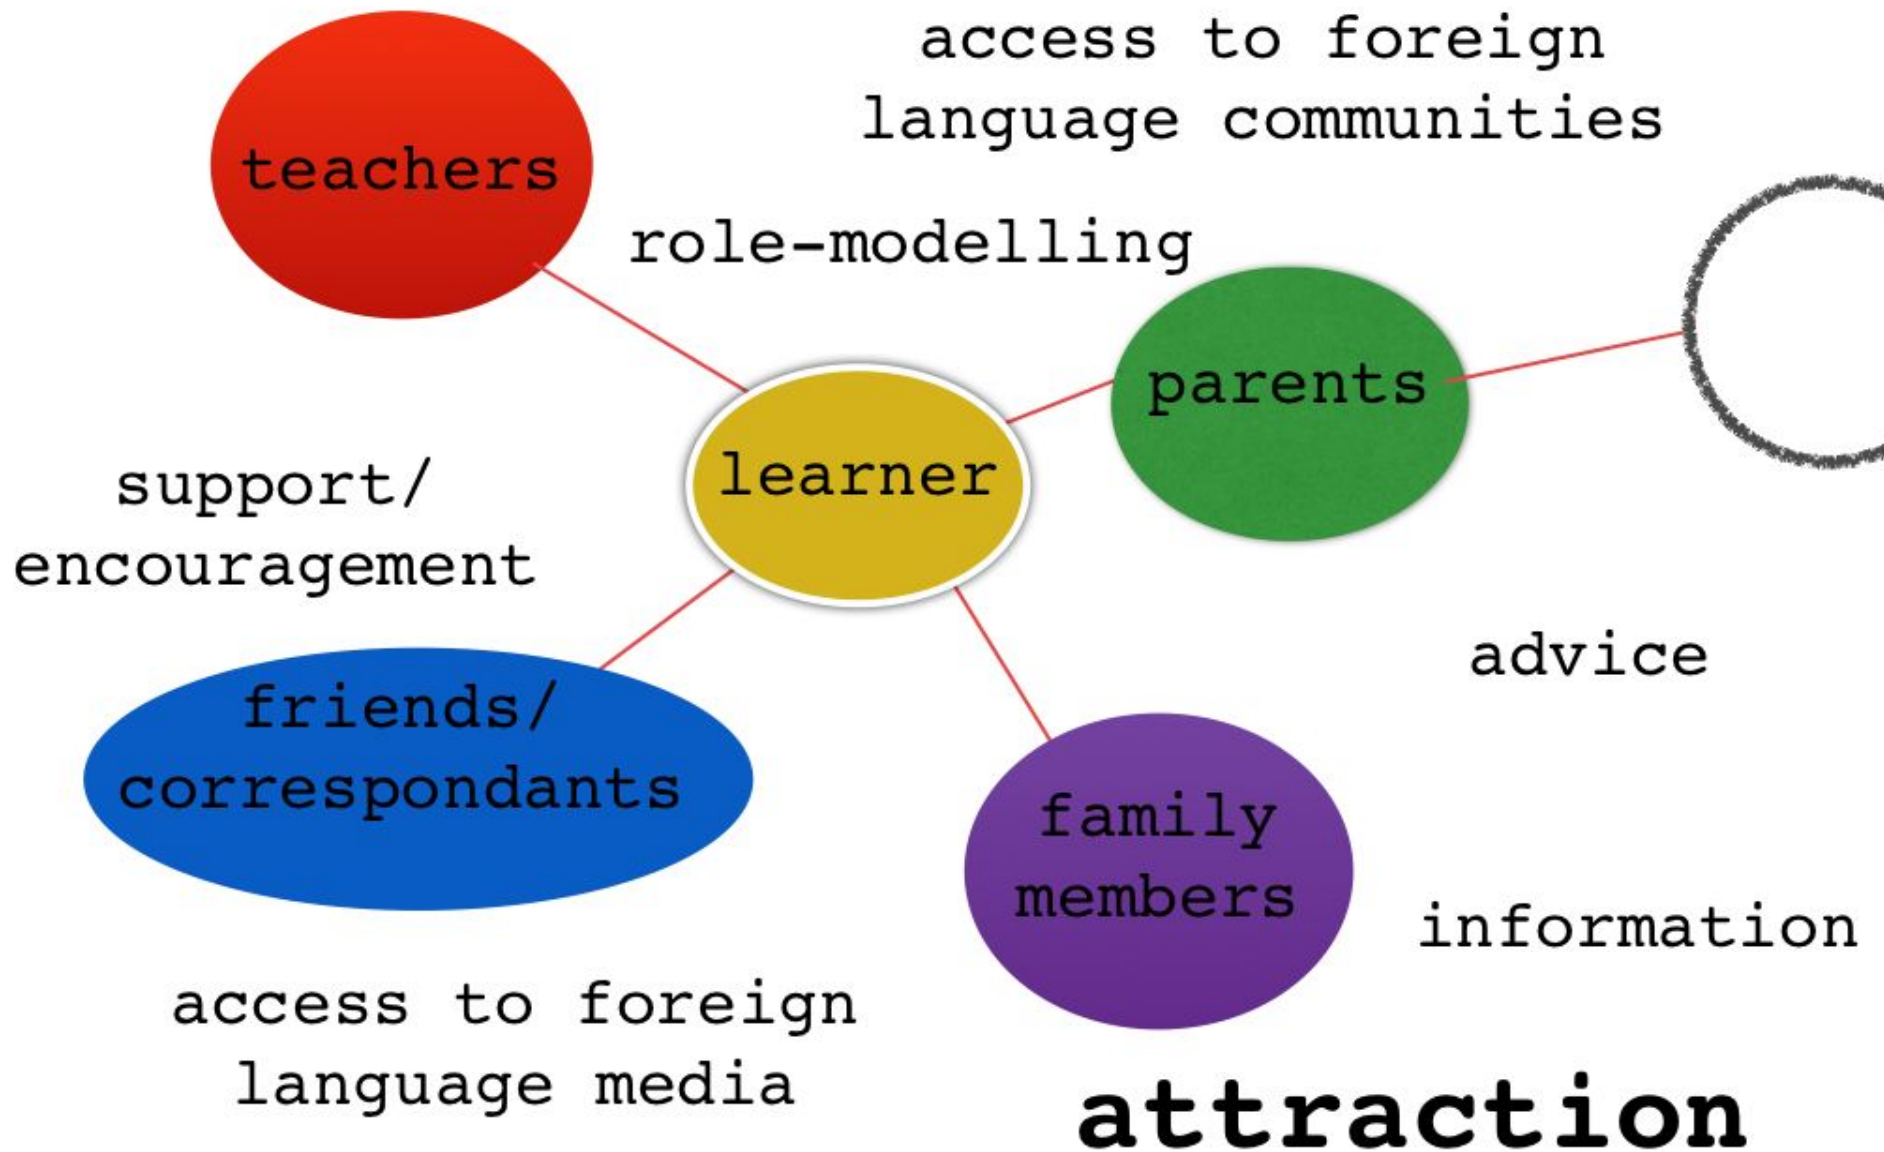 access to foreign
language communities
teachers
role-modelling
parents
learner
support/
encouragement
advice
friends/
correspondants
family
members
information
access to foreign
language media
attraction